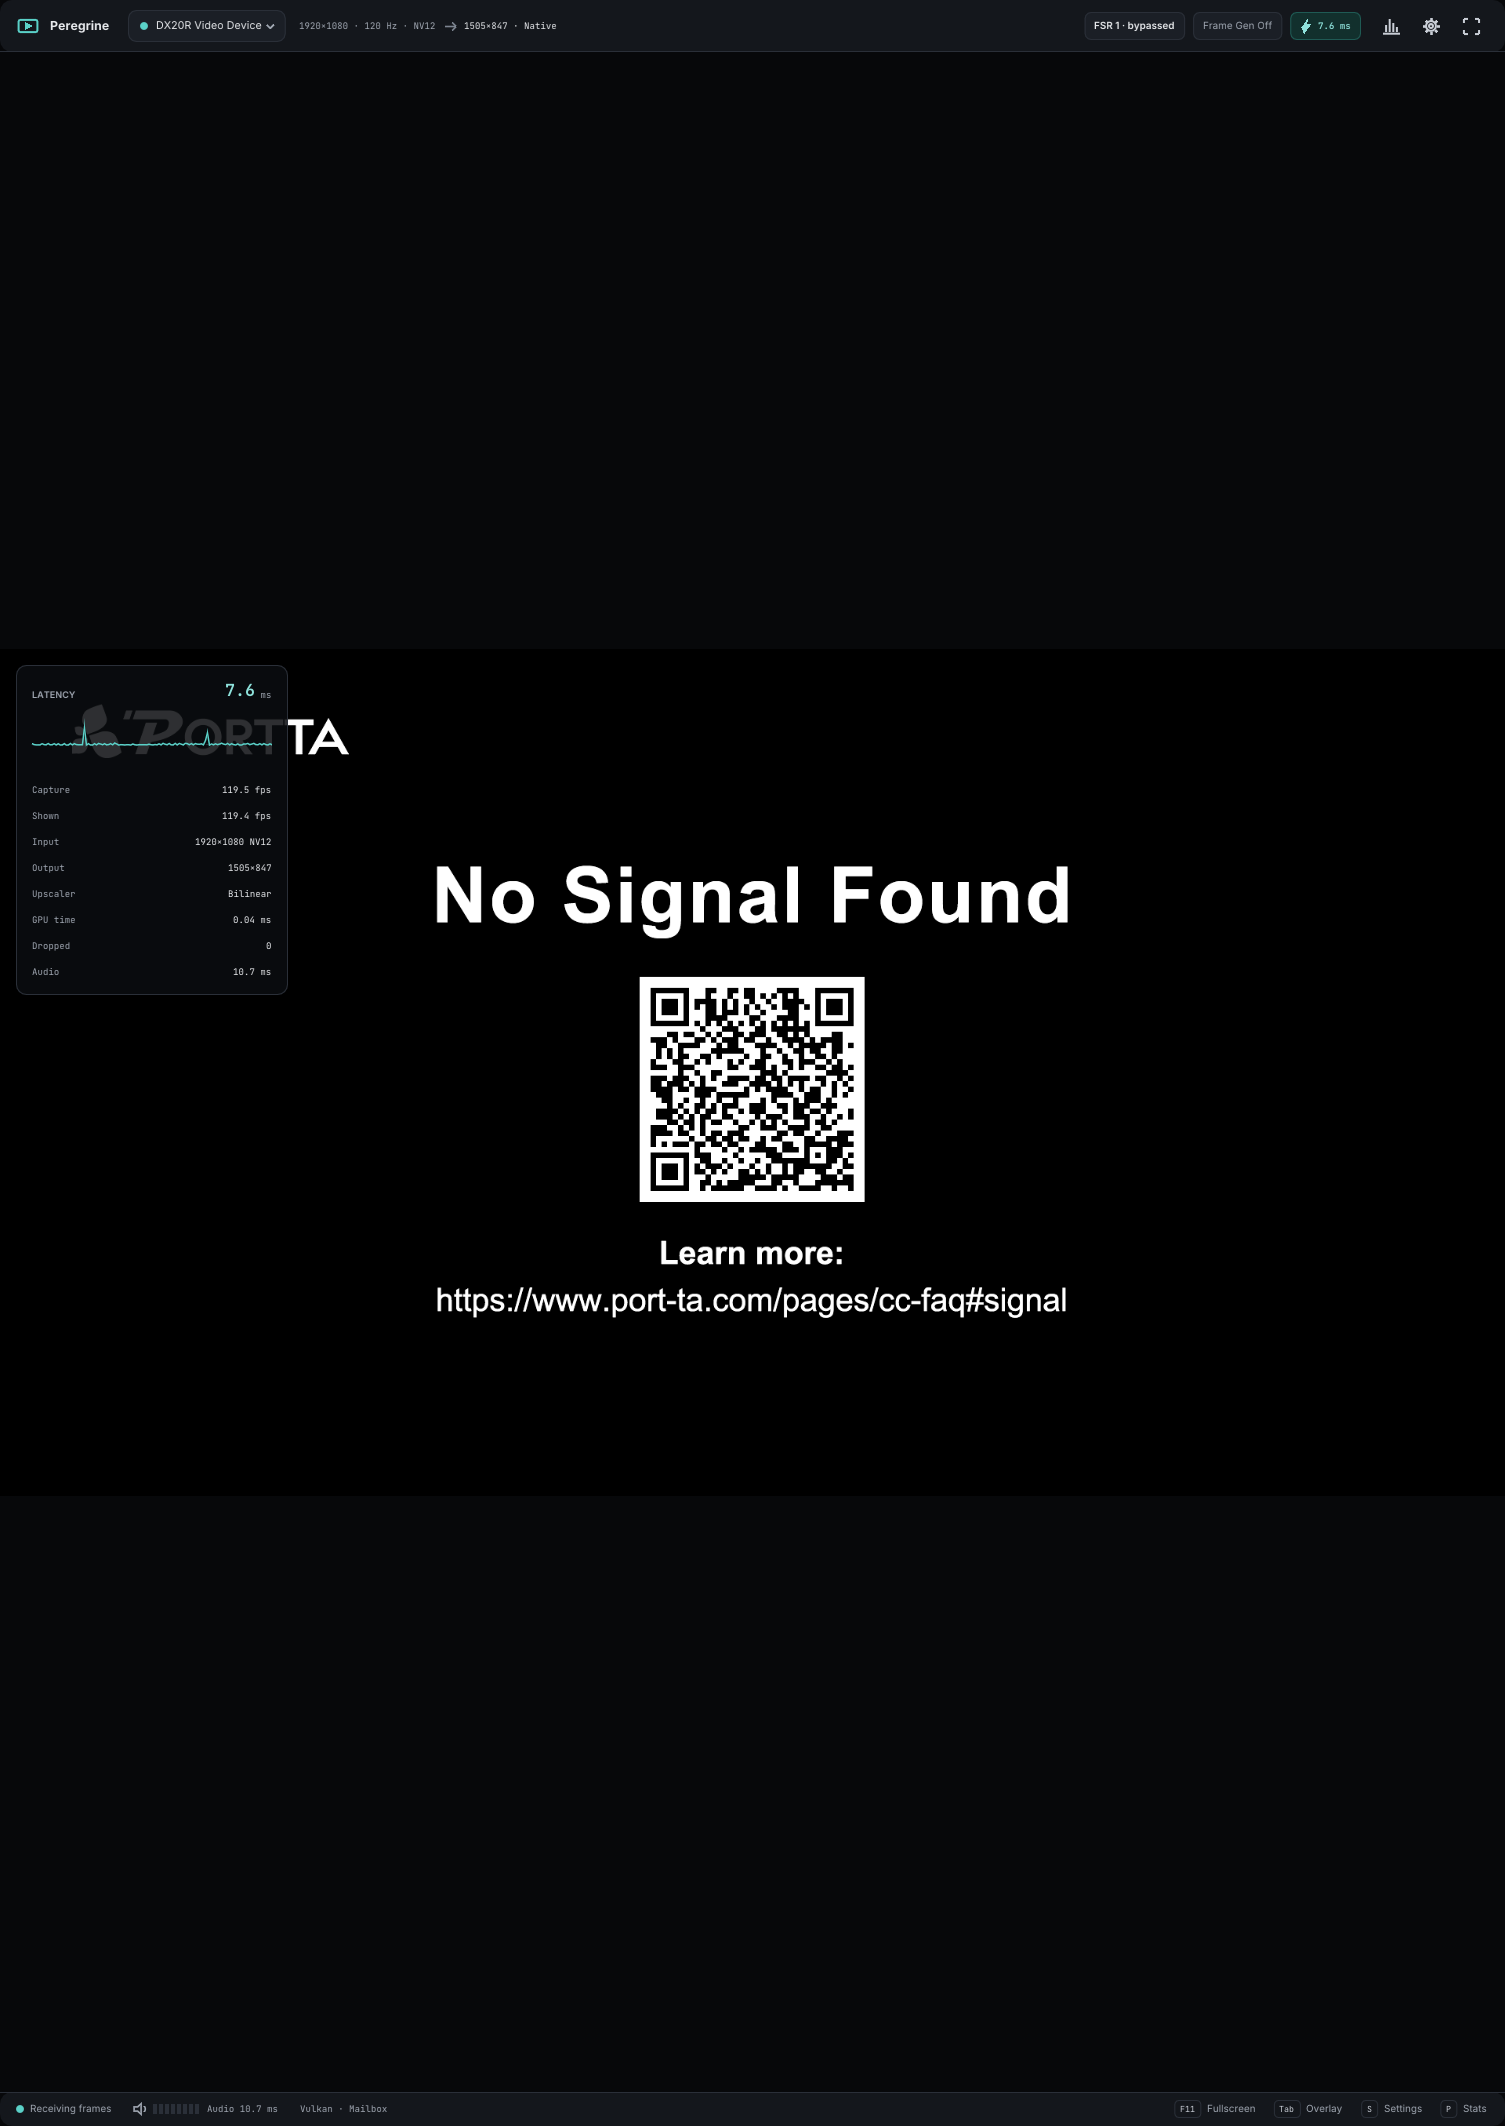 Peregrine
DX20R Video Device
1920×1080 · 120 Hz · NV12 → 1505×847 · Native
FSR 1 · bypassed
Frame Gen Off
7.6 ms
LATENCY 7.6 ms
PORTTA
Capture 119.5 fps
Shown 119.4 fps
Input 1920×1080 NV12
Output 1505×847
Upscaler Bilinear
GPU time 0.04 ms
Dropped 0
Audio 10.7 ms
No Signal Found
Learn more:
https://www.port-ta.com/pages/cc-faq#signal
Receiving frames
Audio 10.7 ms
Vulkan · Mailbox
F11 Fullscreen
Tab Overlay
S Settings
P Stats